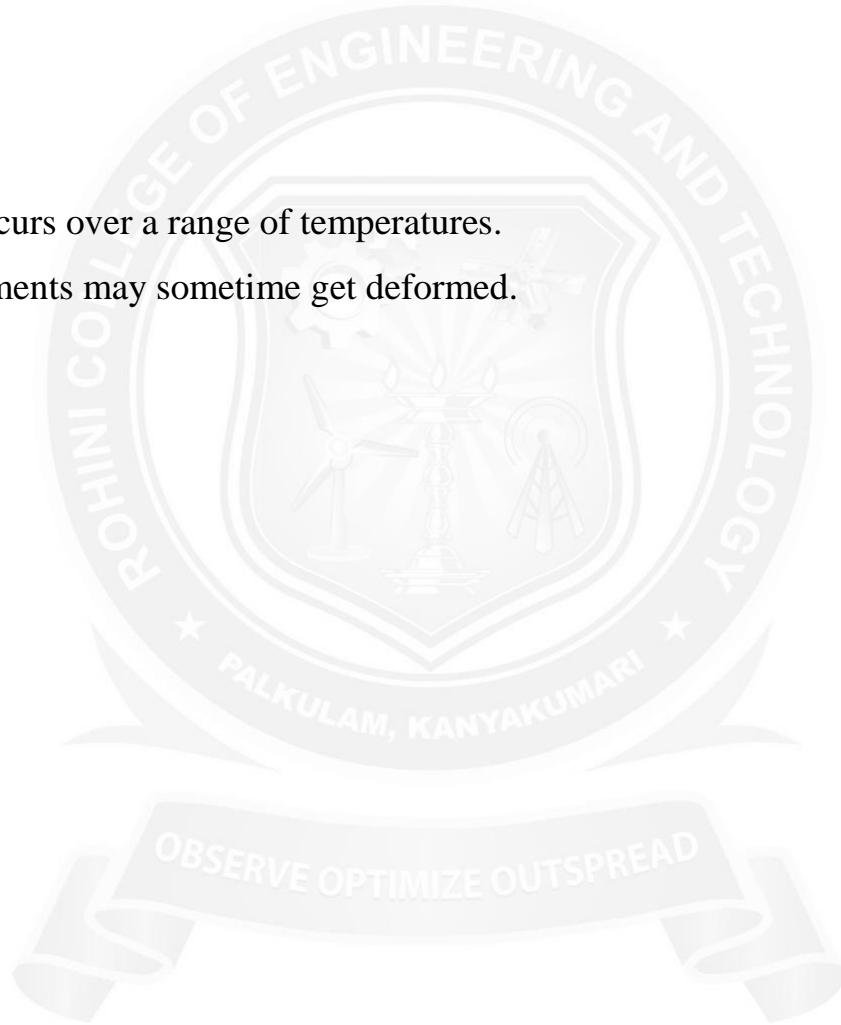 curs over a range of temperatures.
ments may sometime get deformed.
ROHINI COLLEGE OF ENGINEERING AND TECHNOLOGY
PALKULAM, KANYAKUMARI
OBSERVE OPTIMIZE OUTSPREAD